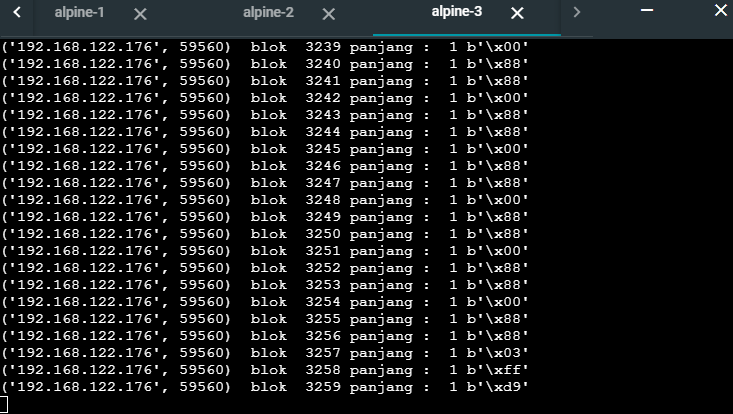 alpine-1 alpine-2 alpine-3
('192.168.122.176', 59560)  blok  3239 panjang :  1 b'\x00'
('192.168.122.176', 59560)  blok  3240 panjang :  1 b'\x88'
('192.168.122.176', 59560)  blok  3241 panjang :  1 b'\x88'
('192.168.122.176', 59560)  blok  3242 panjang :  1 b'\x00'
('192.168.122.176', 59560)  blok  3243 panjang :  1 b'\x88'
('192.168.122.176', 59560)  blok  3244 panjang :  1 b'\x88'
('192.168.122.176', 59560)  blok  3245 panjang :  1 b'\x00'
('192.168.122.176', 59560)  blok  3246 panjang :  1 b'\x88'
('192.168.122.176', 59560)  blok  3247 panjang :  1 b'\x88'
('192.168.122.176', 59560)  blok  3248 panjang :  1 b'\x00'
('192.168.122.176', 59560)  blok  3249 panjang :  1 b'\x88'
('192.168.122.176', 59560)  blok  3250 panjang :  1 b'\x88'
('192.168.122.176', 59560)  blok  3251 panjang :  1 b'\x00'
('192.168.122.176', 59560)  blok  3252 panjang :  1 b'\x88'
('192.168.122.176', 59560)  blok  3253 panjang :  1 b'\x88'
('192.168.122.176', 59560)  blok  3254 panjang :  1 b'\x00'
('192.168.122.176', 59560)  blok  3255 panjang :  1 b'\x88'
('192.168.122.176', 59560)  blok  3256 panjang :  1 b'\x88'
('192.168.122.176', 59560)  blok  3257 panjang :  1 b'\x03'
('192.168.122.176', 59560)  blok  3258 panjang :  1 b'\xff'
('192.168.122.176', 59560)  blok  3259 panjang :  1 b'\xd9'